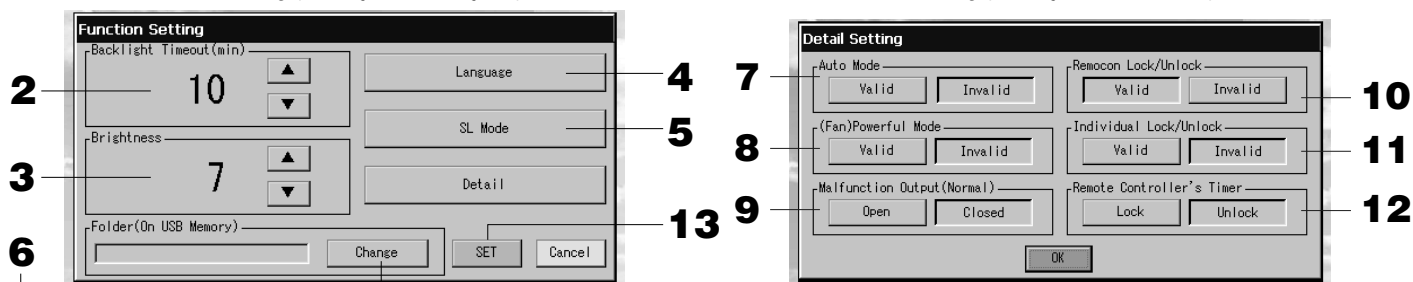 Function Setting
Backlight Timeout(min)
10
▲
▼
Language
Brightness
7
▲
▼
SL Mode
Detail
Folder(On USB Memory)
Change
SET
Cancel
2
3
4
5
6
13
Detail Setting
Auto Mode
Valid Invalid
Remocon Lock/Unlock
Valid Invalid
(Fan)Powerful Mode
Valid Invalid
Individual Lock/Unlock
Valid Invalid
Malfunction Output(Normal)
Open Closed
Remote Controller's Timer
Lock Unlock
OK
7
8
9
10
11
12